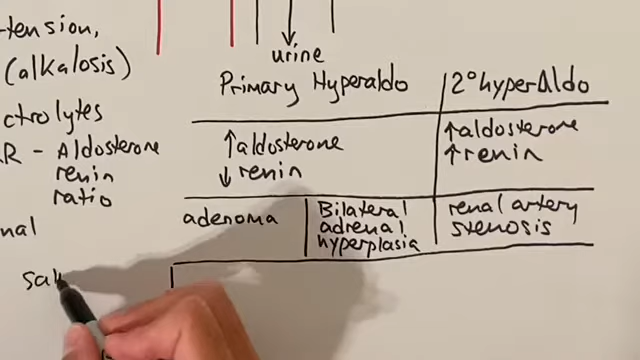 tension,
(alkalosis)
ctrolytes
R - Aldosterone
renin
ratio
nal
sal
urine
Primary Hyperaldo
2° hyperAldo
↑aldosterone
↓ renin
↑aldosterone
↑renin
adenoma
Bilateral
adrenal
hyperplasia
renal artery
stenosis